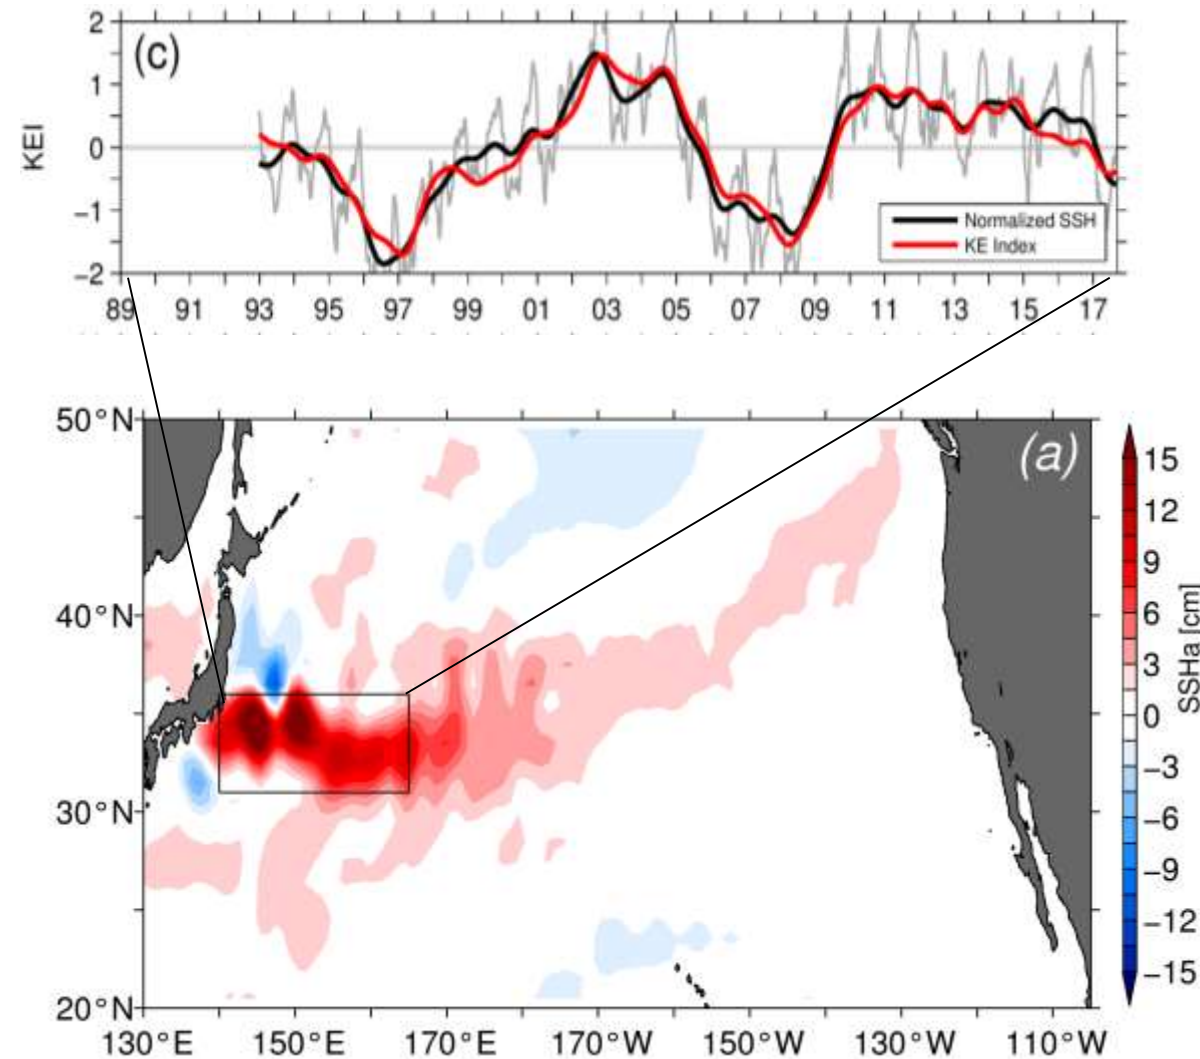 (c)
KEI
2
1
0
−1
−2
Normalized SSH
KE Index
89 91 93 95 97 99 01 03 05 07 09 11 13 15 17
(a)
50°N
40°N
30°N
20°N
130°E 150°E 170°E 170°W 150°W 130°W 110°W
15
12
9
6
3
0
−3
−6
−9
−12
−15
SSHa [cm]